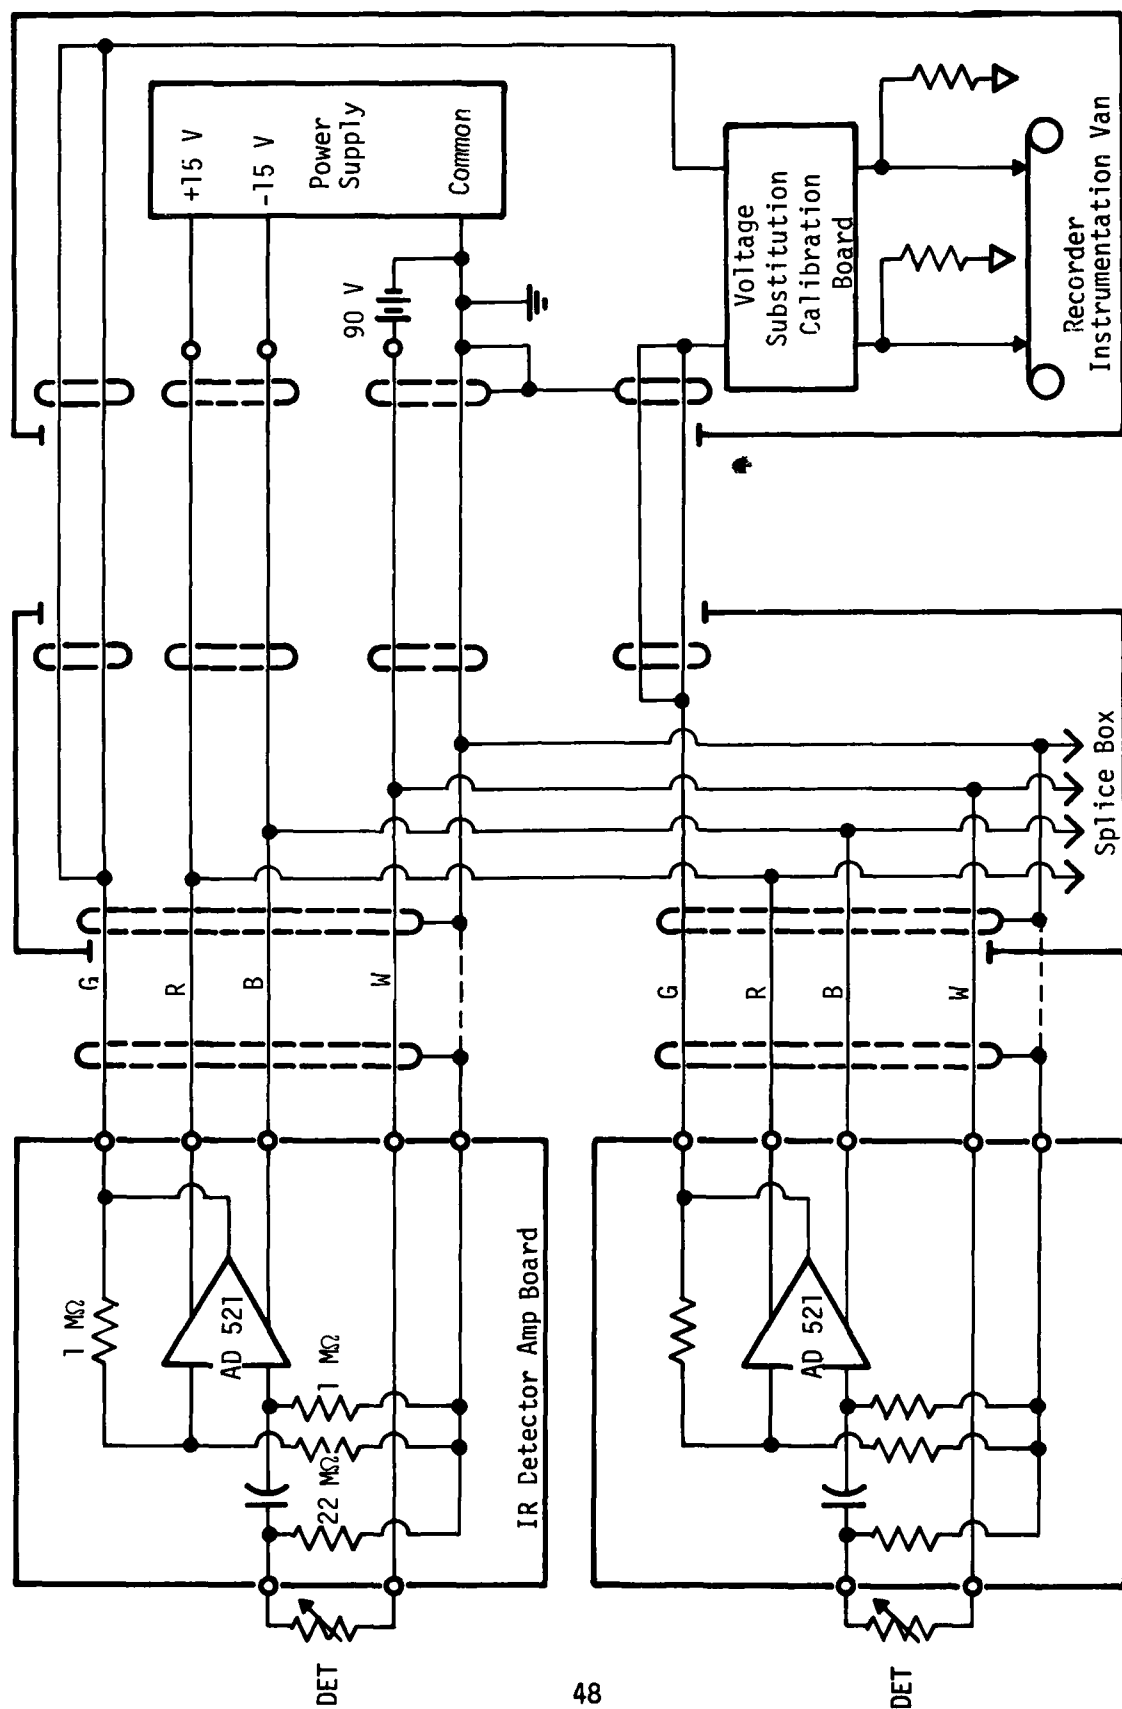 +15 V
-15 V
Power
Supply
Common
90 V
Voltage
Substitution
Calibration
Board
Recorder
Instrumentation Van
Splice Box
G
R
B
W
G
R
B
W
1 MΩ
AD 521
1 MΩ
22 MΩ
IR Detector Amp Board
DET
AD 521
DET
48